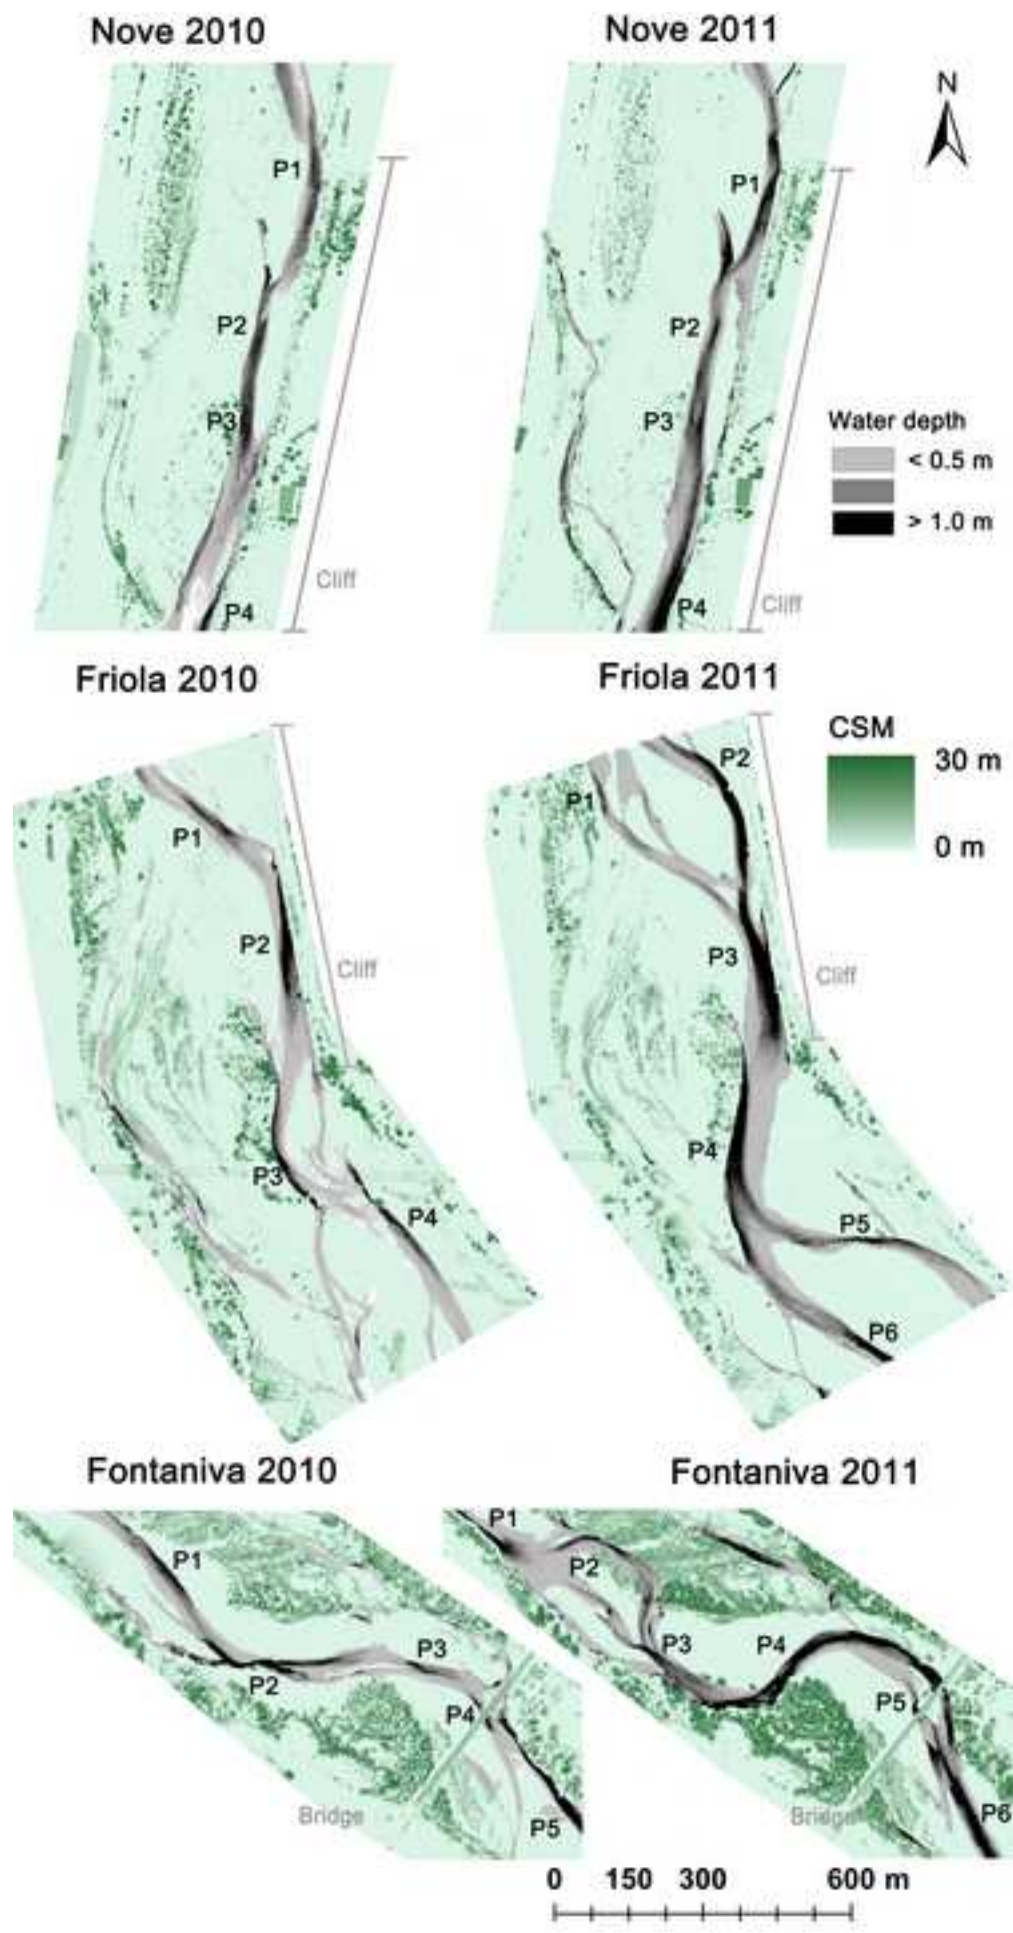 Nove 2010
Nove 2011
N
P1
P1
P2
P2
P3
P3
Water depth
< 0.5 m
> 1.0 m
Cliff
Cliff
P4
P4
Friola 2010
Friola 2011
CSM
30 m
0 m
P2
P1
P1
P2
P3
Cliff
Cliff
P3
P4
P4
P5
P6
Fontaniva 2010
Fontaniva 2011
P1
P1
P2
P3
P3
P4
P2
P4
P5
Bridge
Bridge
P5
P6
0 150 300 600 m